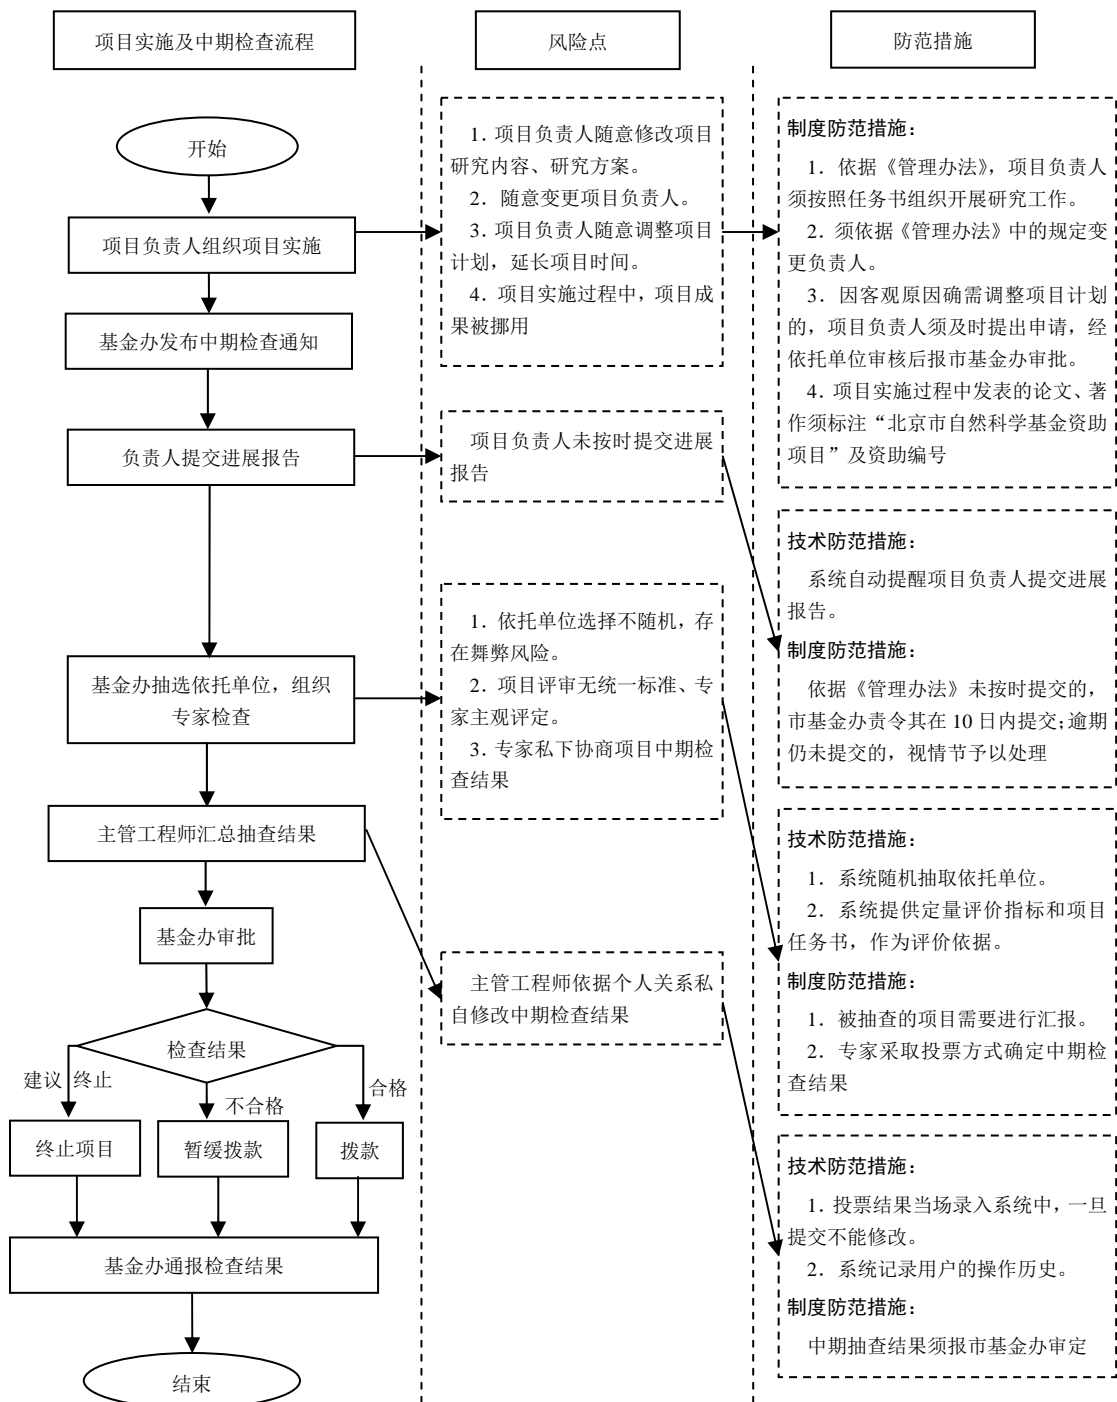 项目实施及中期检查流程
风险点
防范措施
开始
项目负责人组织项目实施
基金办发布中期检查通知
负责人提交进展报告
基金办抽选依托单位，组织
专家检查
主管工程师汇总抽查结果
基金办审批
检查结果
建议 终止
不合格
合格
终止项目
暂缓拨款
拨款
基金办通报检查结果
结束
1．项目负责人随意修改项目
研究内容、研究方案。
2．随意变更项目负责人。
3．项目负责人随意调整项目
计划，延长项目时间。
4．项目实施过程中，项目成
果被挪用
项目负责人未按时提交进展
报告
1．依托单位选择不随机，存
在舞弊风险。
2．项目评审无统一标准、专
家主观评定。
3．专家私下协商项目中期检
查结果
主管工程师依据个人关系私
自修改中期检查结果
制度防范措施：
1．依据《管理办法》，项目负责人
须按照任务书组织开展研究工作。
2．须依据《管理办法》中的规定变
更负责人。
3．因客观原因确需调整项目计划
的，项目负责人须及时提出申请，经
依托单位审核后报市基金办审批。
4．项目实施过程中发表的论文、著
作须标注“北京市自然科学基金资助
项目”及资助编号
技术防范措施：
系统自动提醒项目负责人提交进展
报告。
制度防范措施：
依据《管理办法》未按时提交的，
市基金办责令其在 10 日内提交；逾期
仍未提交的，视情节予以处理
技术防范措施：
1．系统随机抽取依托单位。
2．系统提供定量评价指标和项目
任务书，作为评价依据。
制度防范措施：
1．被抽查的项目需要进行汇报。
2．专家采取投票方式确定中期检
查结果
技术防范措施：
1．投票结果当场录入系统中，一旦
提交不能修改。
2．系统记录用户的操作历史。
制度防范措施：
中期抽查结果须报市基金办审定